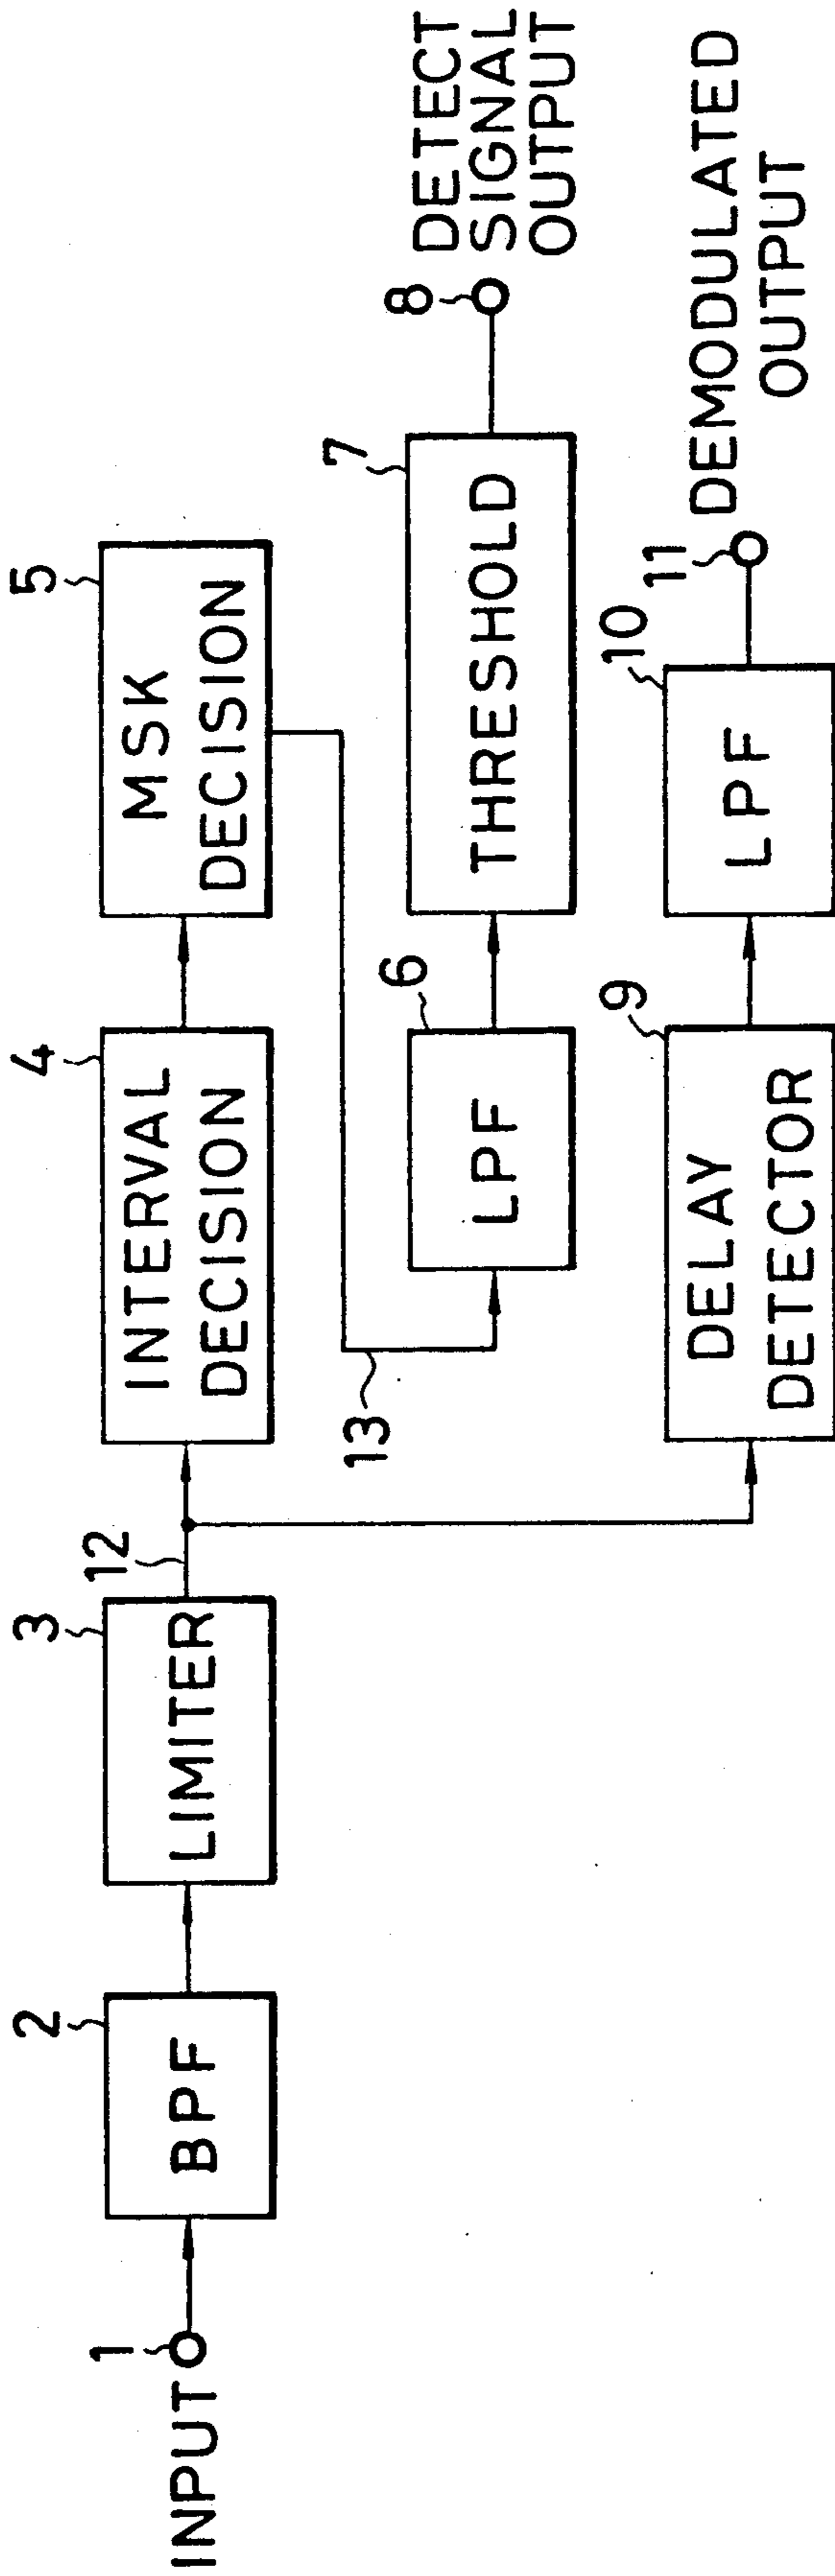 INPUT
1
2
BPF
3
LIMITER
12
4
INTERVAL
DECISION
5
MSK
DECISION
13
6
LPF
7
THRESHOLD
8
DETECT
SIGNAL
OUTPUT
9
DELAY
DETECTOR
10
LPF
11
DEMODULATED
OUTPUT